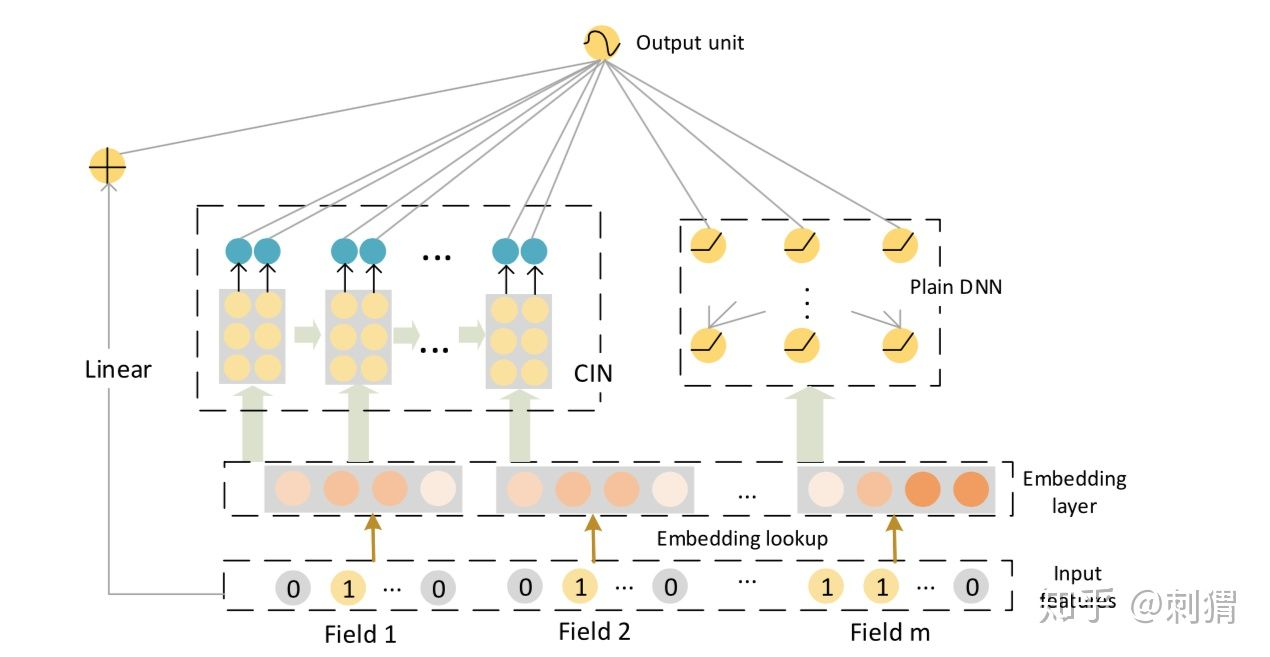 Output unit
Plain DNN
Linear
CIN
Embedding
layer
...
Embedding lookup
0 1 ... 0
0 1 ... 0
...
1 1 ... 0
Input
features
Field 1
Field 2
Field m
知乎 @刺猬